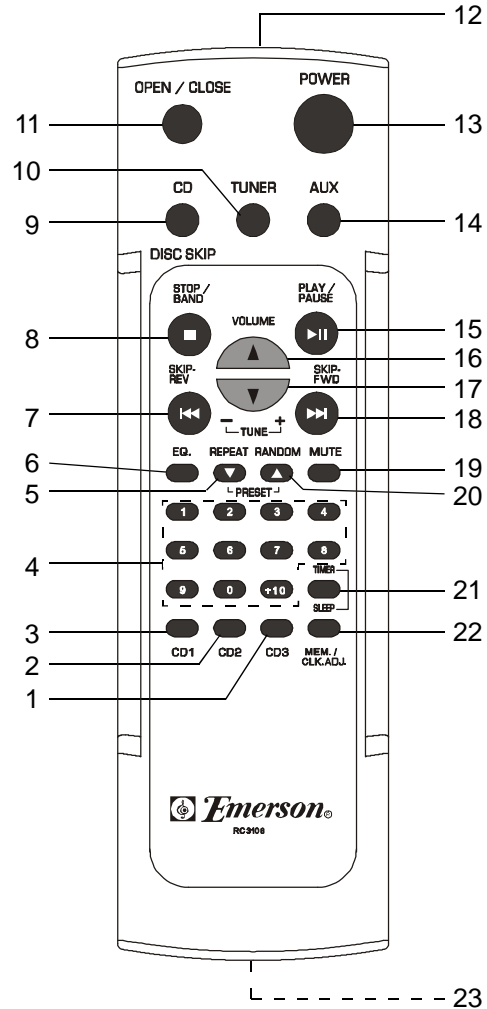 12
OPEN / CLOSE
POWER
11
13
10
CD
TUNER
AUX
9
14
DISC SKIP
STOP /
BAND
PLAY /
PAUSE
VOLUME
8
15
16
SKIP-
REV
SKIP-
FWD
17
7
18
− TUNE +
6
EQ.
REPEAT
RANDOM
MUTE
19
5
PRESET
20
1
2
3
4
4
5
6
7
8
TIMER
9
0
+10
21
SLEEP
3
22
CD1
CD2
CD3
MEM. /
CLK.ADJ.
2
1
Emerson®
RC3106
23